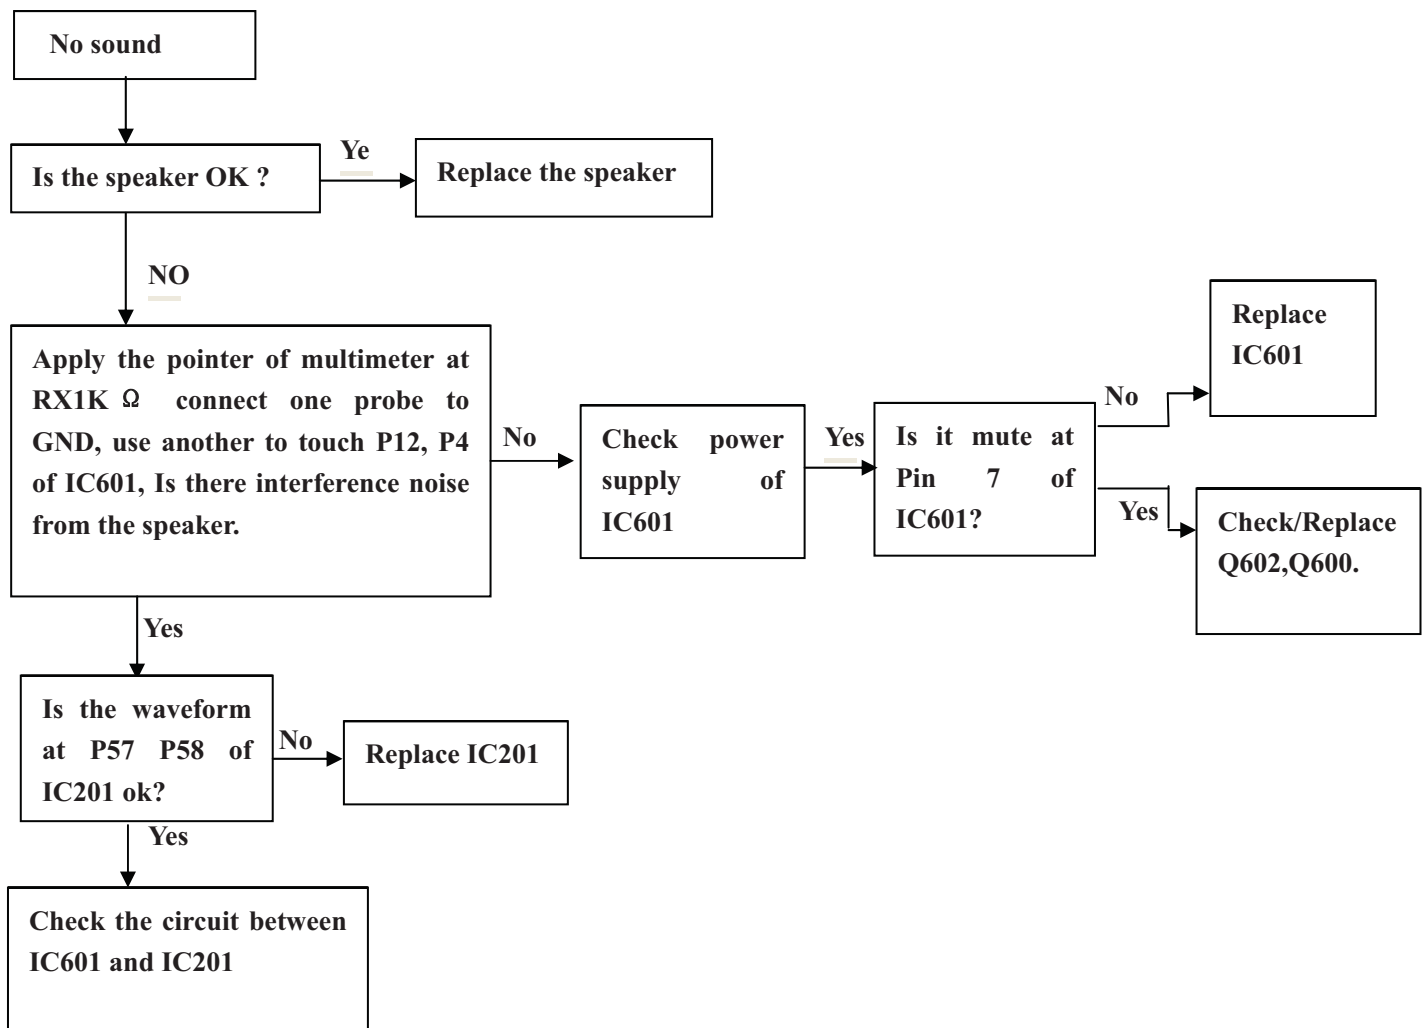 No sound
Is the speaker OK ?
Ye
Replace the speaker
NO
Apply the pointer of multimeter at
RX1K Ω connect one probe to
GND, use another to touch P12, P4
of IC601, Is there interference noise
from the speaker.
No
Check power
supply of
IC601
Yes
Is it mute at
Pin 7 of
IC601?
No
Replace
IC601
Yes
Check/Replace
Q602,Q600.
Yes
Is the waveform
at P57 P58 of
IC201 ok?
No
Replace IC201
Yes
Check the circuit between
IC601 and IC201